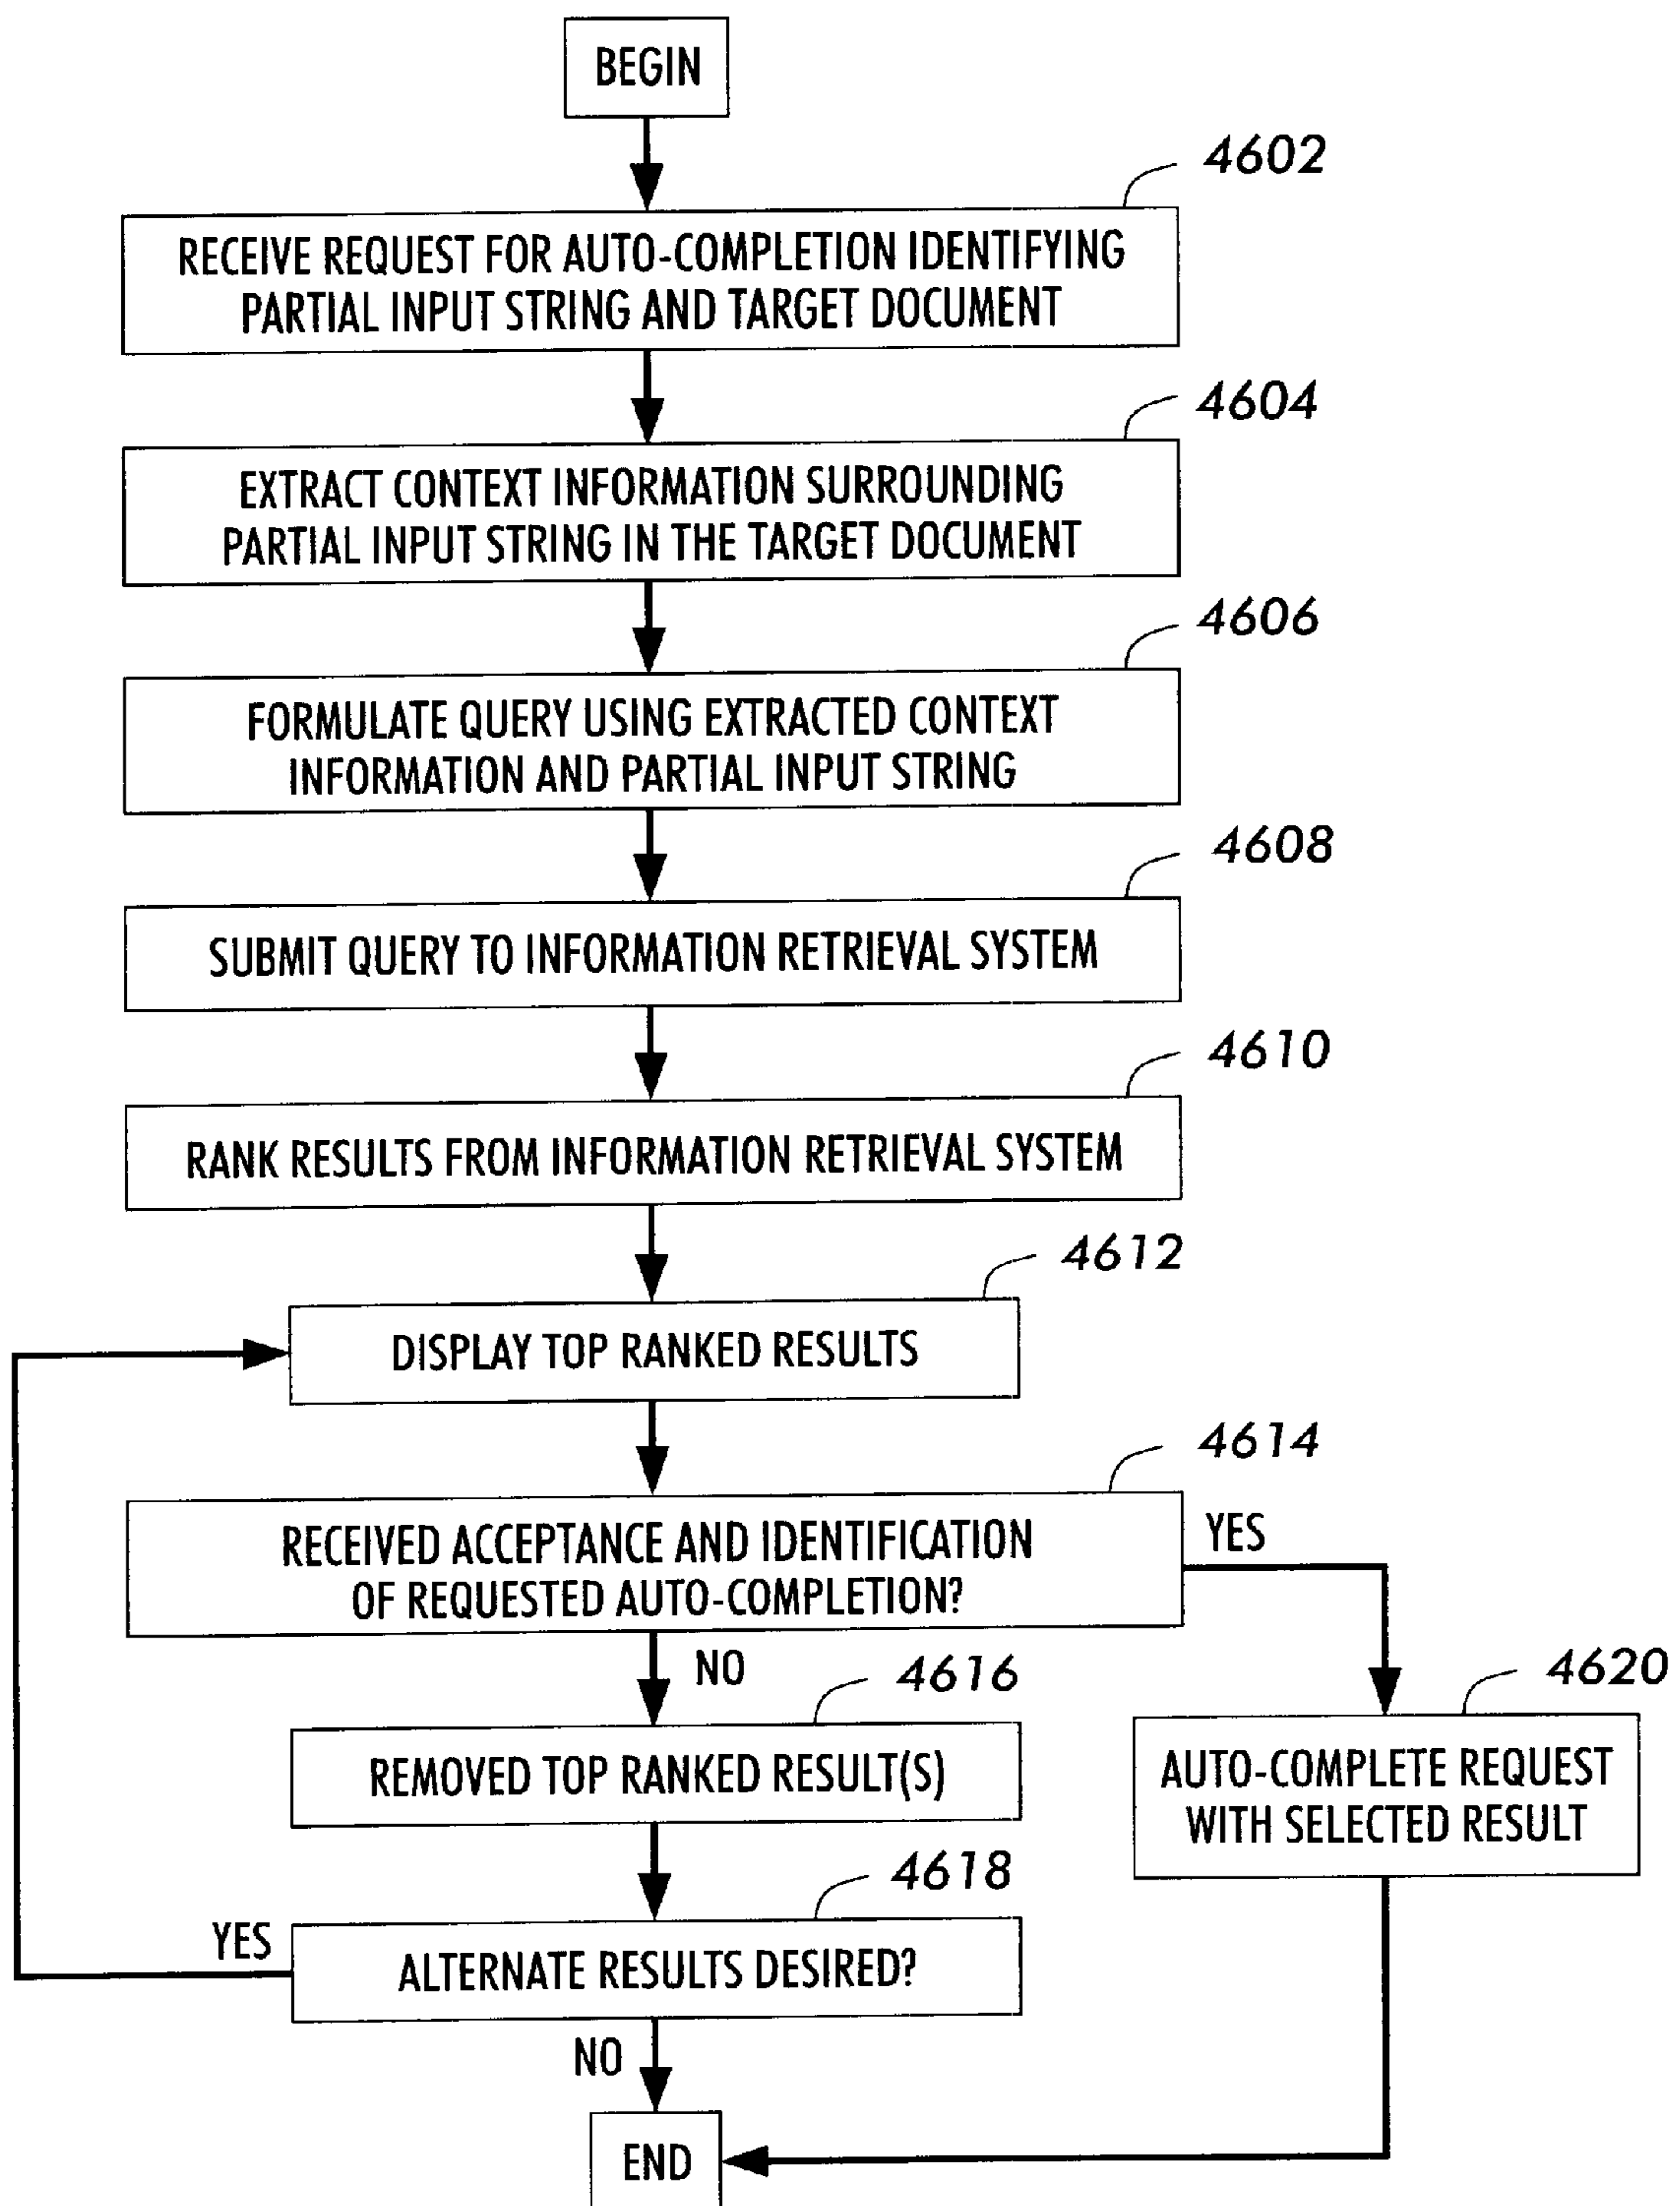 BEGIN
4602
RECEIVE REQUEST FOR AUTO-COMPLETION IDENTIFYING
PARTIAL INPUT STRING AND TARGET DOCUMENT
4604
EXTRACT CONTEXT INFORMATION SURROUNDING
PARTIAL INPUT STRING IN THE TARGET DOCUMENT
4606
FORMULATE QUERY USING EXTRACTED CONTEXT
INFORMATION AND PARTIAL INPUT STRING
4608
SUBMIT QUERY TO INFORMATION RETRIEVAL SYSTEM
4610
RANK RESULTS FROM INFORMATION RETRIEVAL SYSTEM
4612
DISPLAY TOP RANKED RESULTS
4614
RECEIVED ACCEPTANCE AND IDENTIFICATION
OF REQUESTED AUTO-COMPLETION?
YES
NO
4616
REMOVED TOP RANKED RESULT(S)
4620
AUTO-COMPLETE REQUEST
WITH SELECTED RESULT
4618
ALTERNATE RESULTS DESIRED?
YES
NO
END